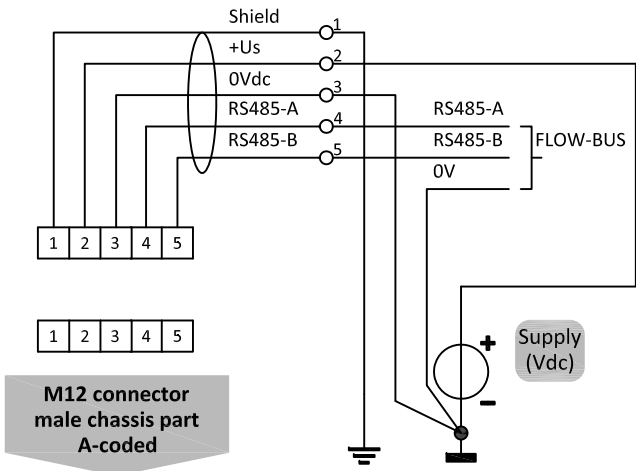 Shield
1
+Us
2
0Vdc
3
RS485-A
4
RS485-A
RS485-B
5
RS485-B
FLOW-BUS
0V
1 2 3 4 5
+
Supply
(Vdc)
1 2 3 4 5
−
M12 connector
male chassis part
A-coded